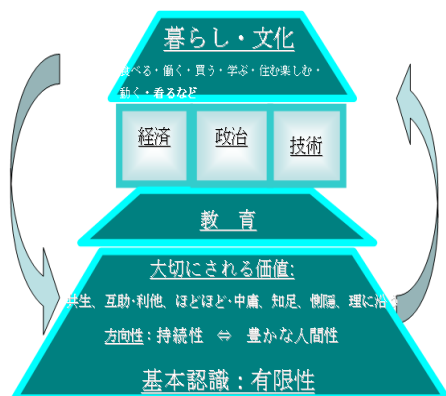 暮らし・文化
食べる・働く・買う・学ぶ・住む楽しむ・
動く・看るなど
経済
政治
技術
教 育
大切にされる価値:
共生、互助・利他、ほどほど・中庸、知足、惻隠、理に沿う
方向性：持続性 ⇔ 豊かな人間性
基本認識：有限性